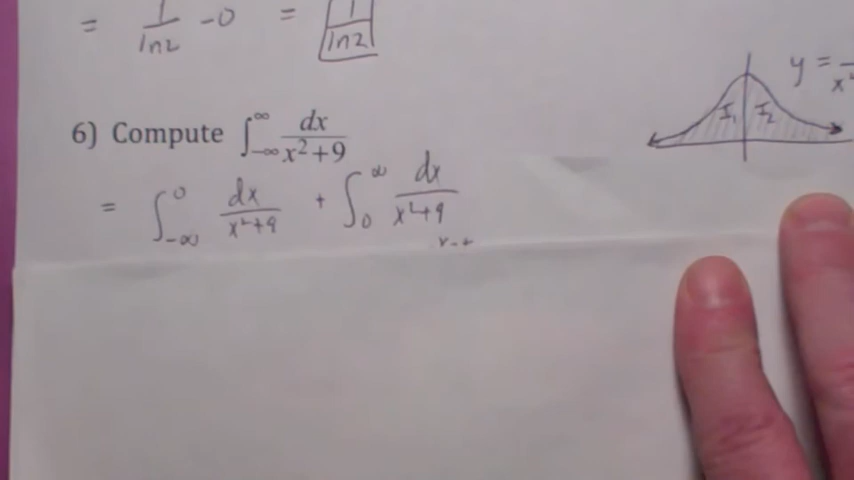 = 1/ln2 - 0 = 1/ln2
y =
I₁ I₂
6) Compute ∫_{-∞}^{∞} dx/(x²+9)
= ∫_{-∞}^{0} dx/(x²+9) + ∫_{0}^{∞} dx/(x²+9)